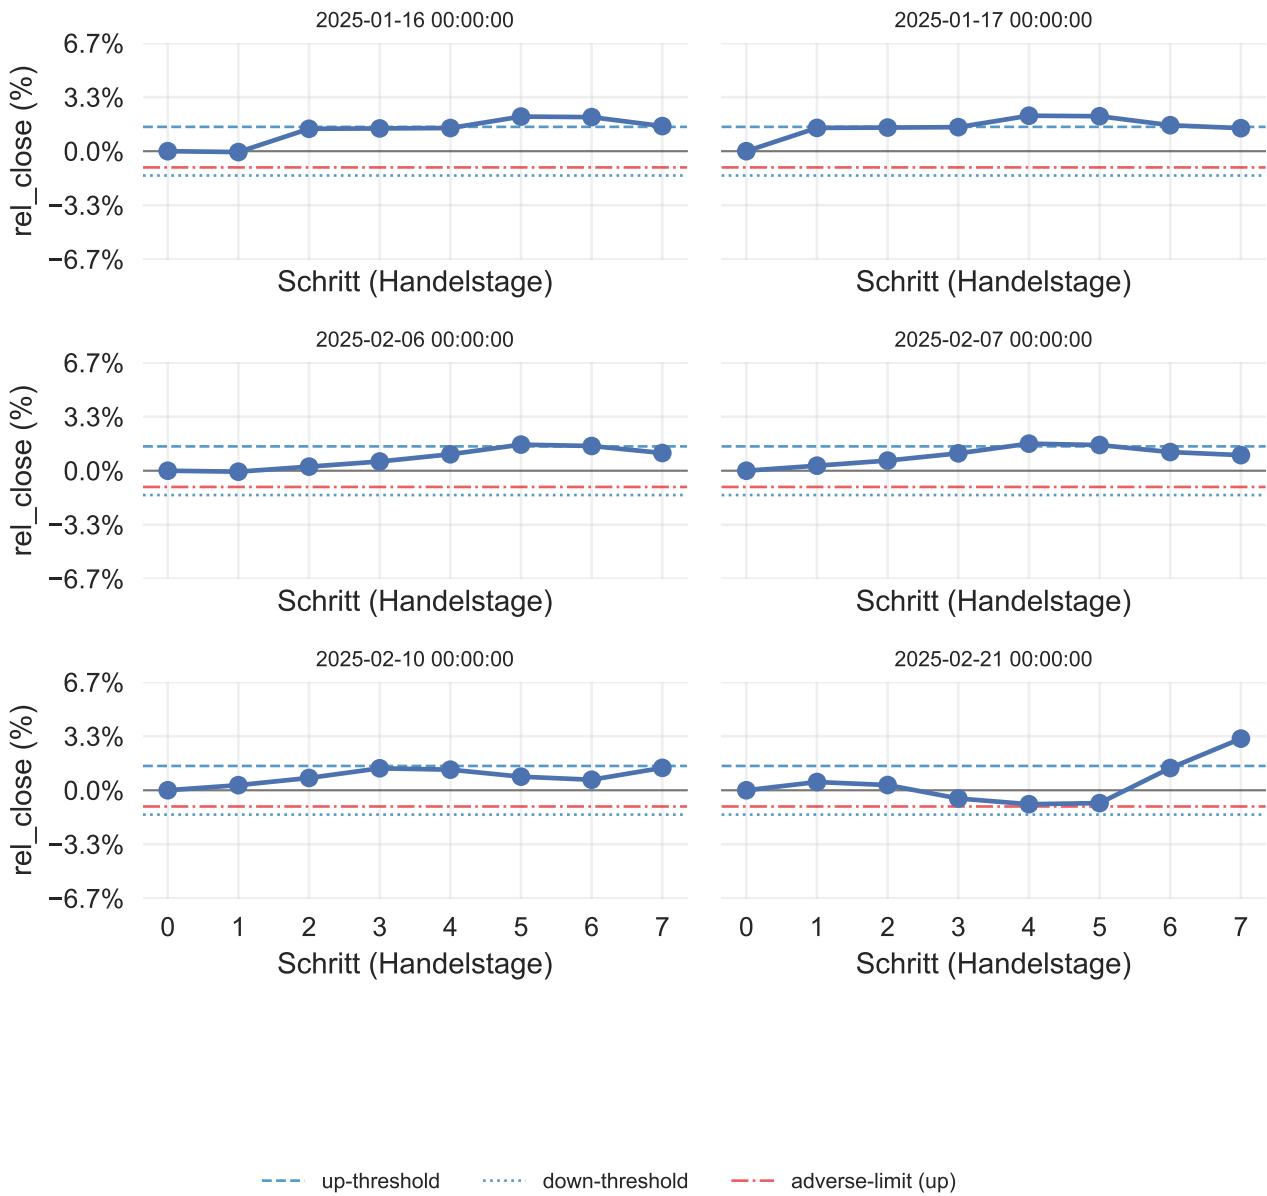 2025-01-16 00:00:00
2025-01-17 00:00:00
rel_close (%)
6.7%
3.3%
0.0%
−3.3%
−6.7%
Schritt (Handelstage)
Schritt (Handelstage)
2025-02-06 00:00:00
2025-02-07 00:00:00
rel_close (%)
6.7%
3.3%
0.0%
−3.3%
−6.7%
Schritt (Handelstage)
Schritt (Handelstage)
2025-02-10 00:00:00
2025-02-21 00:00:00
rel_close (%)
6.7%
3.3%
0.0%
−3.3%
−6.7%
0 1 2 3 4 5 6 7
0 1 2 3 4 5 6 7
Schritt (Handelstage)
Schritt (Handelstage)
up-threshold
down-threshold
adverse-limit (up)